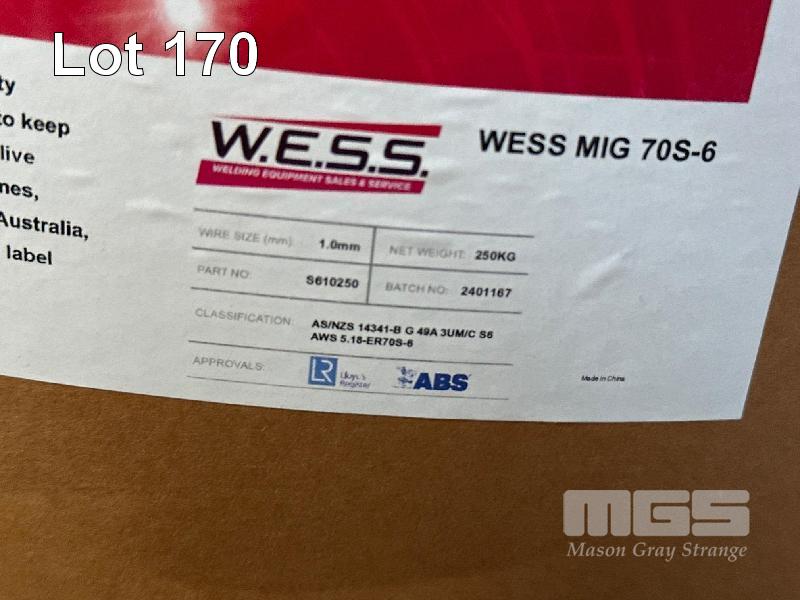 Lot 170
ty
to keep
live
nes,
Australia,
label
W.E.S.S.
WELDING EQUIPMENT SALES & SERVICE
WESS MIG 70S-6
WIRE SIZE (mm): 1.0mm NET WEIGHT: 250KG
PART NO: S610250 BATCH NO: 2401167
CLASSIFICATION: AS/NZS 14341-B G 49A 3UM/C S6
AWS 5.18-ER70S-6
APPROVALS: LR Lloyd's Register ABS
Made in China
MGS
Mason Gray Strange